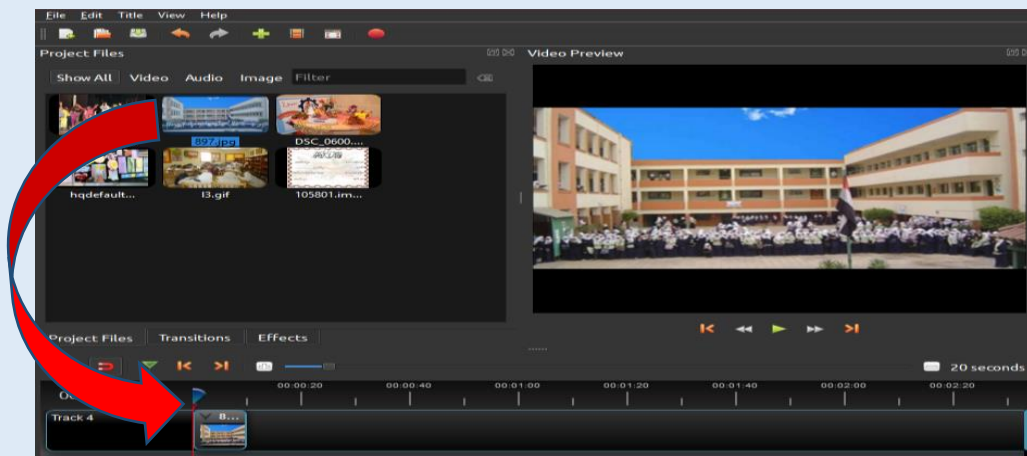 File Edit Title View Help
Project Files
Video Preview
Show All Video Audio Image Filter
897.jpg
DSC_0600....
hqdefault...
l3.gif
105801.im...
Project Files Transitions Effects
20 seconds
00:00:20 00:00:40 00:01:00 00:01:20 00:01:40 00:02:00 00:02:20
Track 4
8...